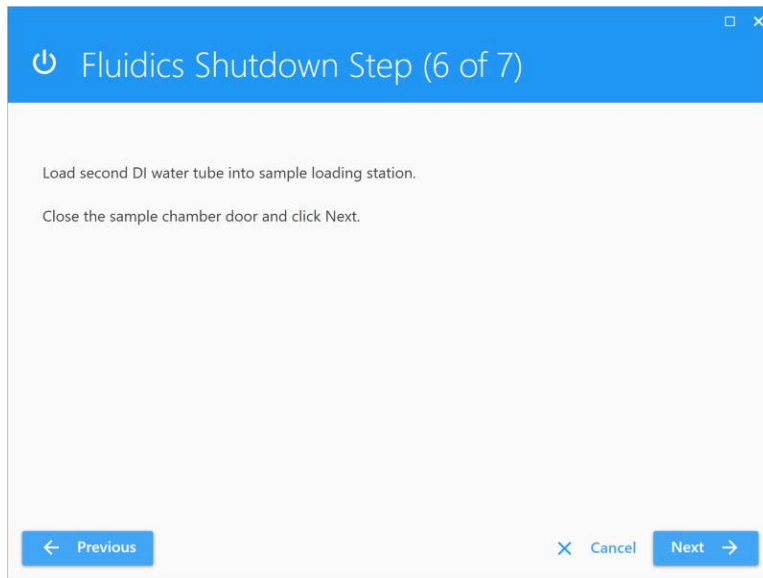 Fluidics Shutdown Step (6 of 7)
Load second DI water tube into sample loading station.
Close the sample chamber door and click Next.
Previous
Cancel
Next